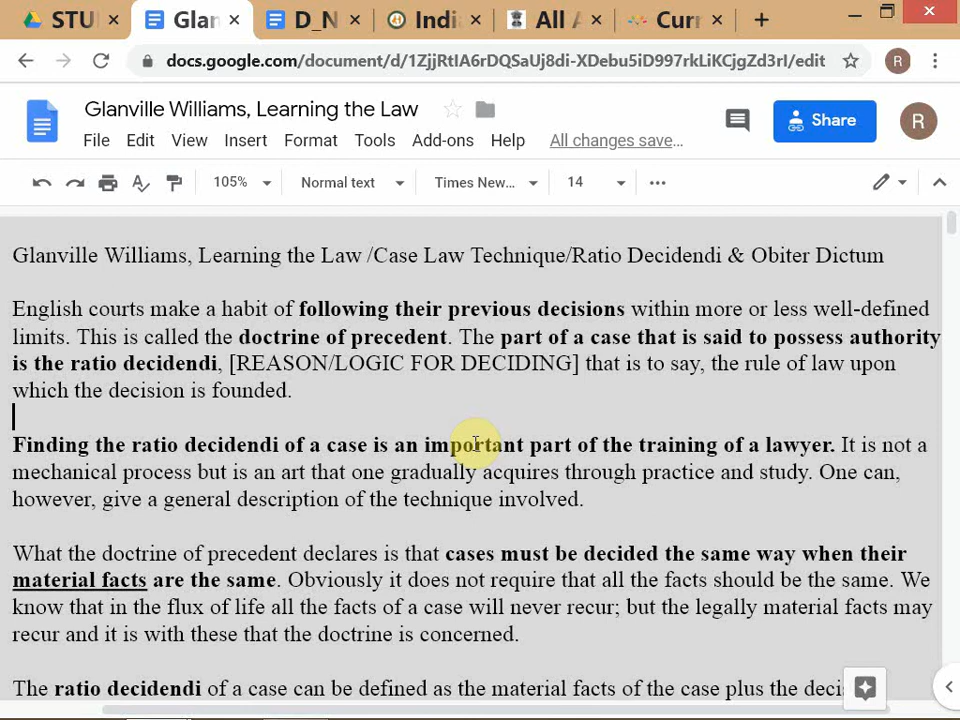 STU
Glan
D_N
Indi
All A
Curr
docs.google.com/document/d/1ZjjRtIA6rDQSaUj8di-XDebu5iD997rkLiKCjgZd3rI/edit
R
Glanville Williams, Learning the Law
Share
R
File Edit View Insert Format Tools Add-ons Help All changes save…
105% Normal text Times New… 14
Glanville Williams, Learning the Law /Case Law Technique/Ratio Decidendi & Obiter Dictum
English courts make a habit of following their previous decisions within more or less well-defined
limits. This is called the doctrine of precedent. The part of a case that is said to possess authority
is the ratio decidendi, [REASON/LOGIC FOR DECIDING] that is to say, the rule of law upon
which the decision is founded.
Finding the ratio decidendi of a case is an important part of the training of a lawyer. It is not a
mechanical process but is an art that one gradually acquires through practice and study. One can,
however, give a general description of the technique involved.
What the doctrine of precedent declares is that cases must be decided the same way when their
material facts are the same. Obviously it does not require that all the facts should be the same. We
know that in the flux of life all the facts of a case will never recur; but the legally material facts may
recur and it is with these that the doctrine is concerned.
The ratio decidendi of a case can be defined as the material facts of the case plus the deci